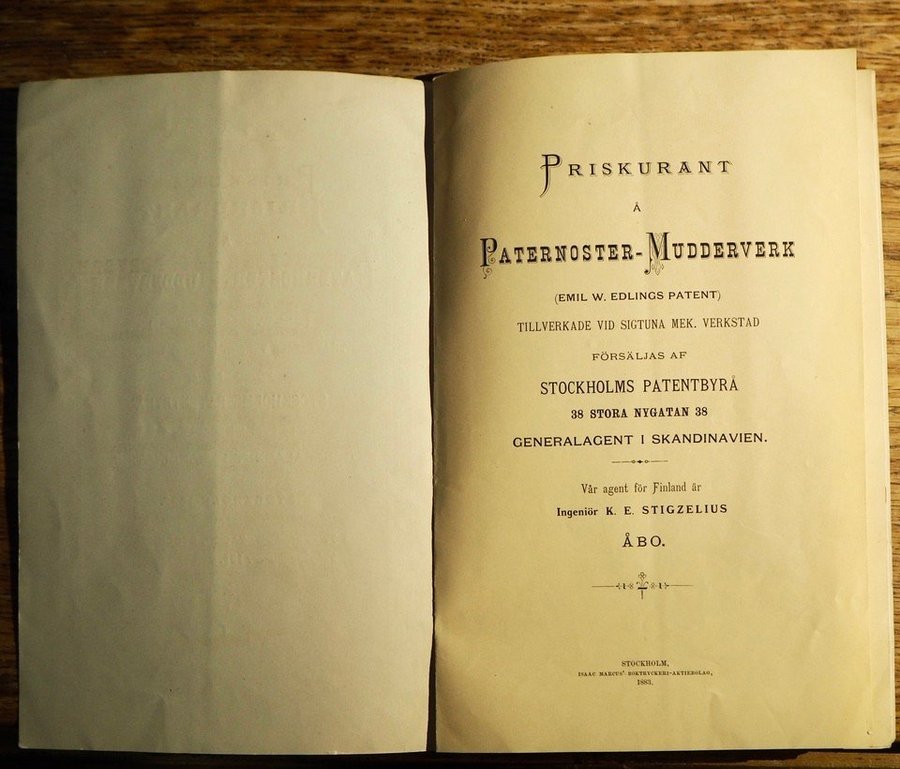 PRISKURANT
Å
PATERNOSTER-MUDDERVERK
(EMIL W. EDLINGS PATENT)
TILLVERKADE VID SIGTUNA MEK. VERKSTAD
FÖRSÄLJAS AF
STOCKHOLMS PATENTBYRÅ
38 STORA NYGATAN 38
GENERALAGENT I SKANDINAVIEN.
Vår agent för Finland är
Ingeniör K. E. STIGZELIUS
ÅBO.
STOCKHOLM,
ISAAC MARCUS' BOKTRYCKERI-AKTIEBOLAG,
1883.